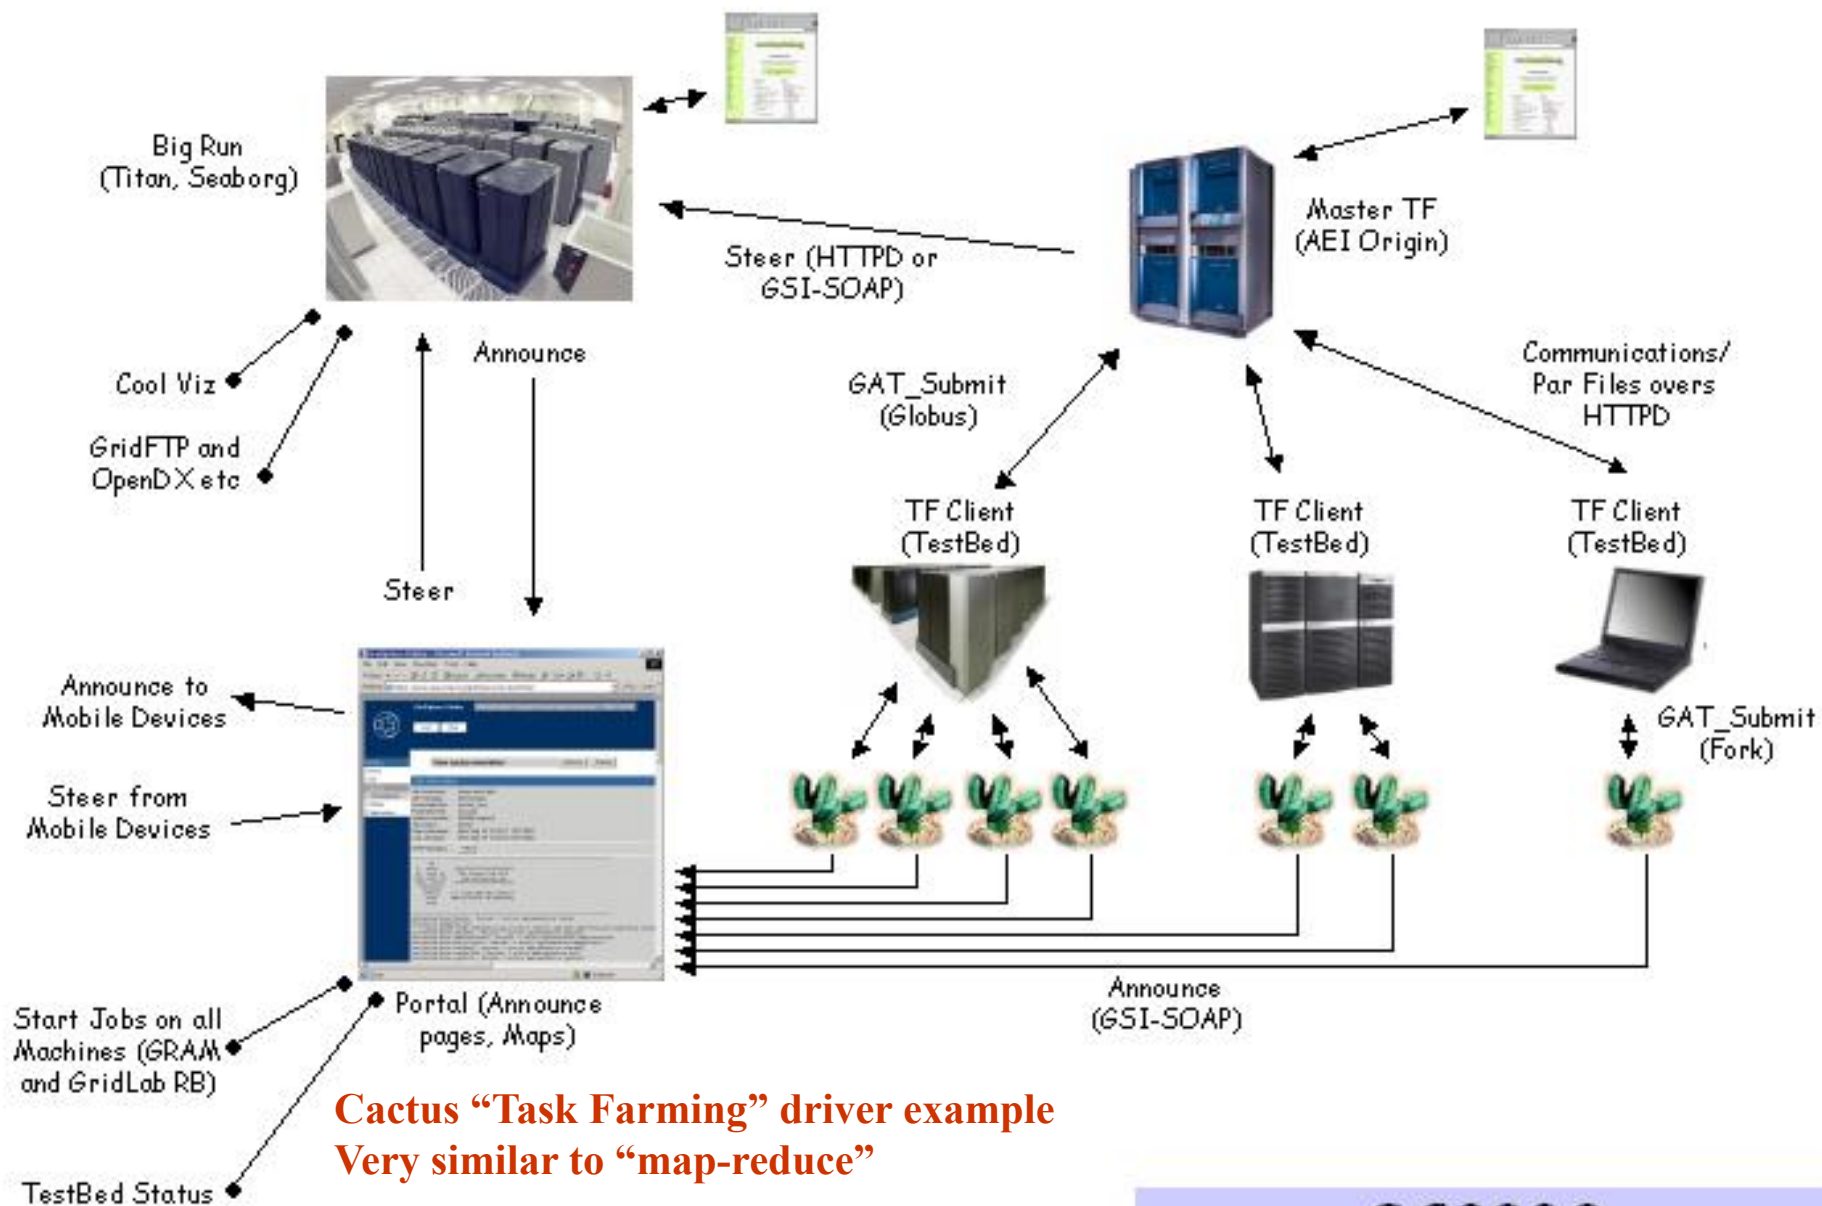 Big Run
(Titan, Seaborg)
Master TF
(AEI Origin)
Steer (HTTPD or
GSI-SOAP)
Announce
Cool Viz
GridFTP and
OpenDX etc
GAT_Submit
(Globus)
Communications/
Par Files overs
HTTPD
TF Client
(TestBed)
TF Client
(TestBed)
TF Client
(TestBed)
Steer
Announce to
Mobile Devices
Steer from
Mobile Devices
GAT_Submit
(Fork)
Announce
(GSI-SOAP)
Portal (Announce
pages, Maps)
Start Jobs on all
Machines (GRAM
and GridLab RB)
TestBed Status
Cactus “Task Farming” driver example
Very similar to “map-reduce”